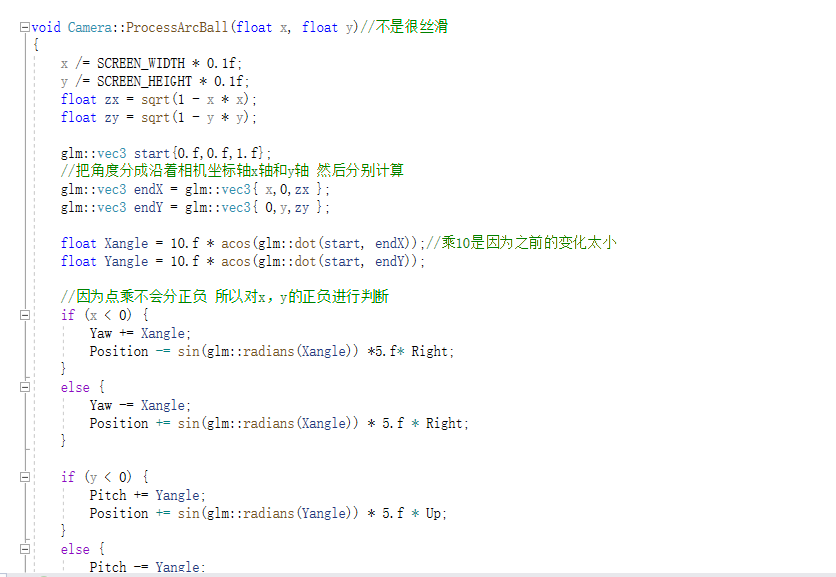 void Camera::ProcessArcBall(float x, float y)//不是很丝滑
{
x /= SCREEN_WIDTH * 0.1f;
y /= SCREEN_HEIGHT * 0.1f;
float zx = sqrt(1 - x * x);
float zy = sqrt(1 - y * y);
glm::vec3 start{0.f,0.f,1.f};
//把角度分成沿着相机坐标轴x轴和y轴 然后分别计算
glm::vec3 endX = glm::vec3{ x,0,zx };
glm::vec3 endY = glm::vec3{ 0,y,zy };
float Xangle = 10.f * acos(glm::dot(start, endX));//乘10是因为之前的变化太小
float Yangle = 10.f * acos(glm::dot(start, endY));
//因为点乘不会分正负 所以对x，y的正负进行判断
if (x < 0) {
Yaw += Xangle;
Position -= sin(glm::radians(Xangle)) *5.f* Right;
}
else {
Yaw -= Xangle;
Position += sin(glm::radians(Xangle)) * 5.f * Right;
}
if (y < 0) {
Pitch += Yangle;
Position += sin(glm::radians(Yangle)) * 5.f * Up;
}
else {
Pitch -= Yangle;